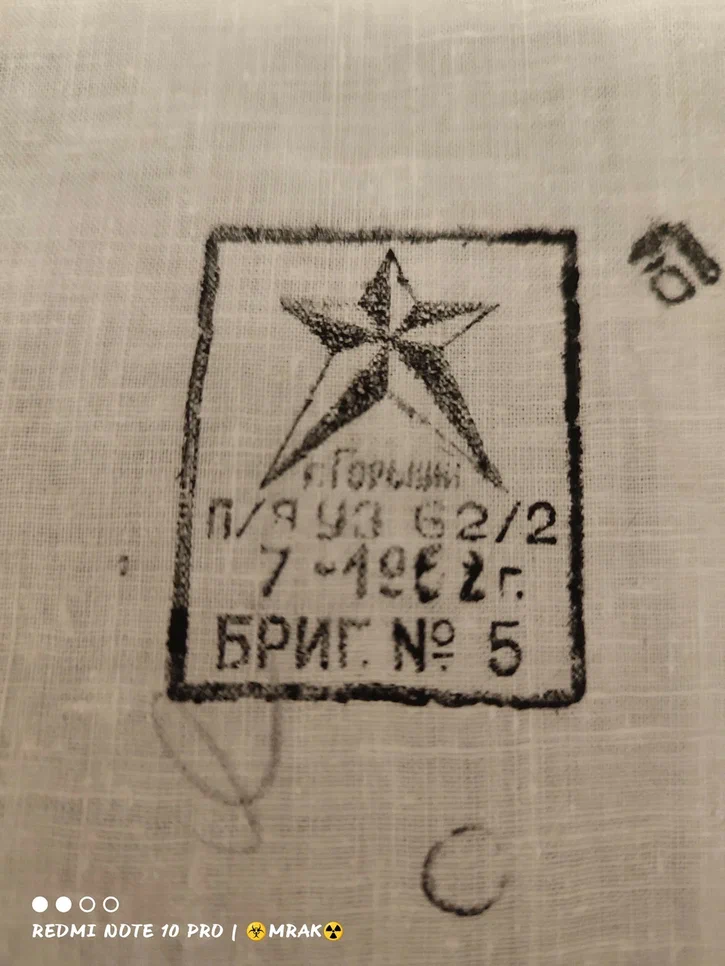 г.Горький
П/Я УЗ 62/2
7 -1962 г.
БРИГ. № 5
REDMI NOTE 10 PRO | ☣MRAK☢